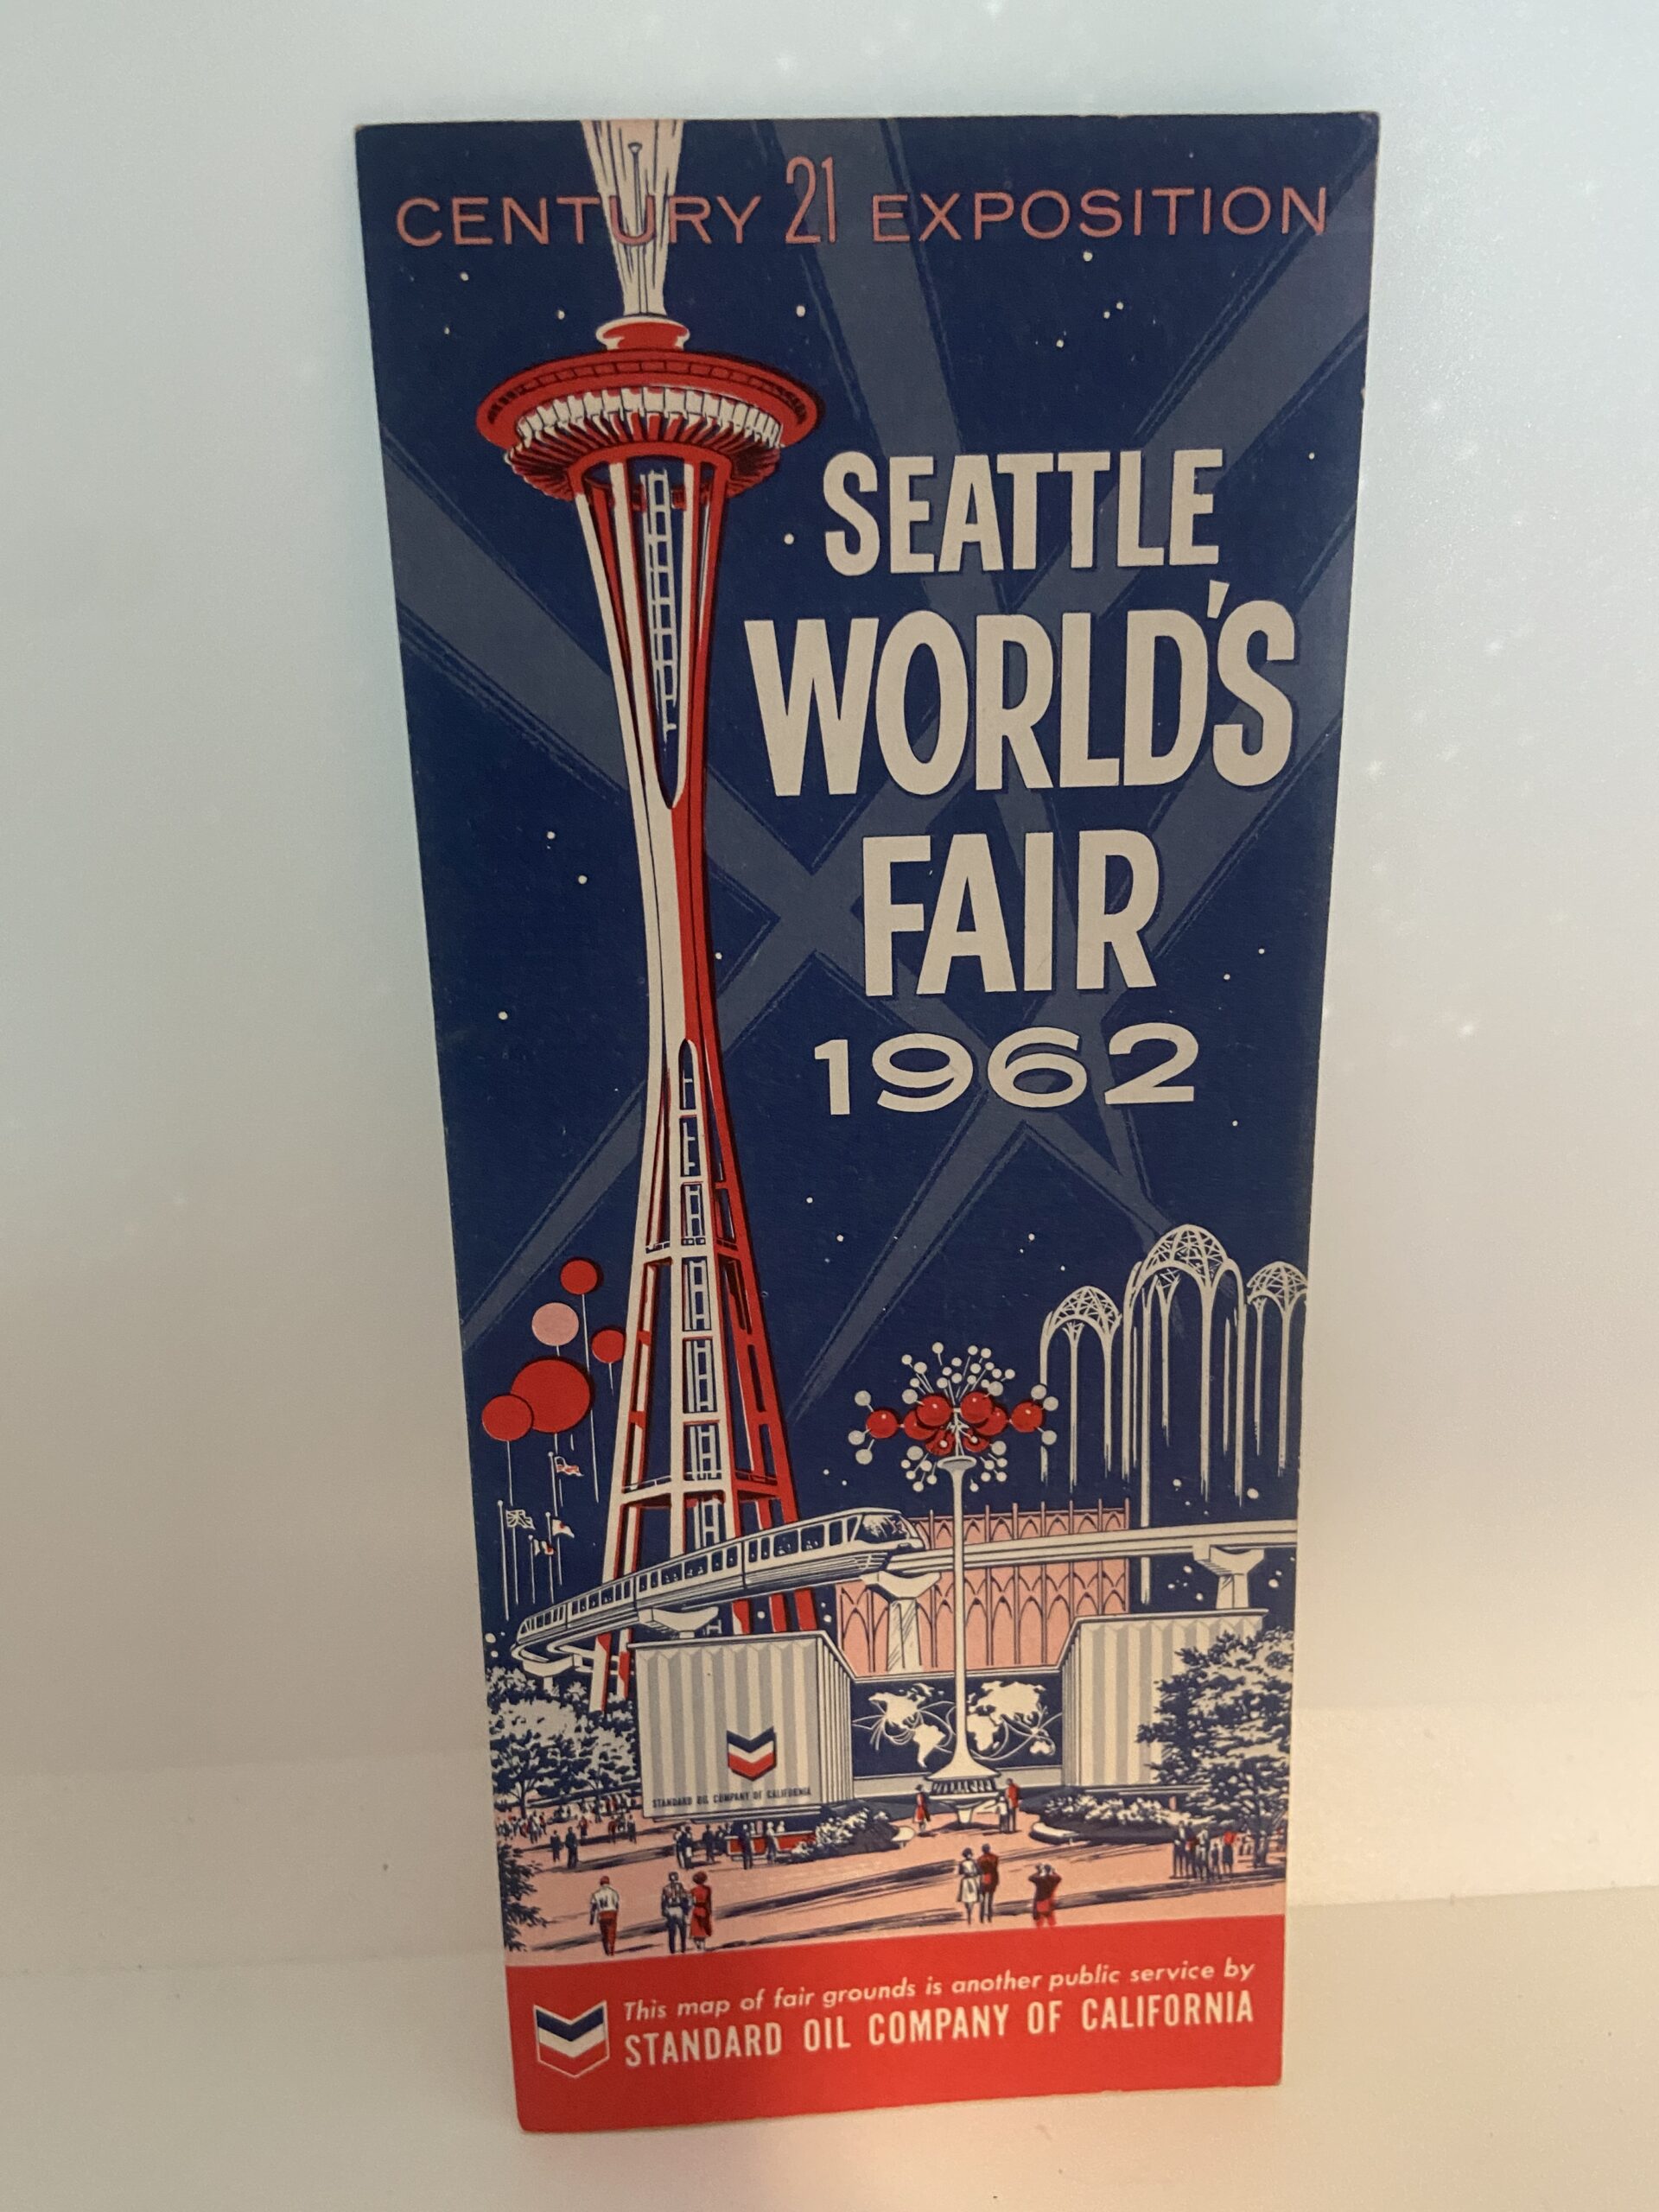 CENTURY 21 EXPOSITION
SEATTLE
WORLD'S
FAIR
1962
STANDARD OIL COMPANY OF CALIFORNIA
This map of fair grounds is another public service by
STANDARD OIL COMPANY OF CALIFORNIA